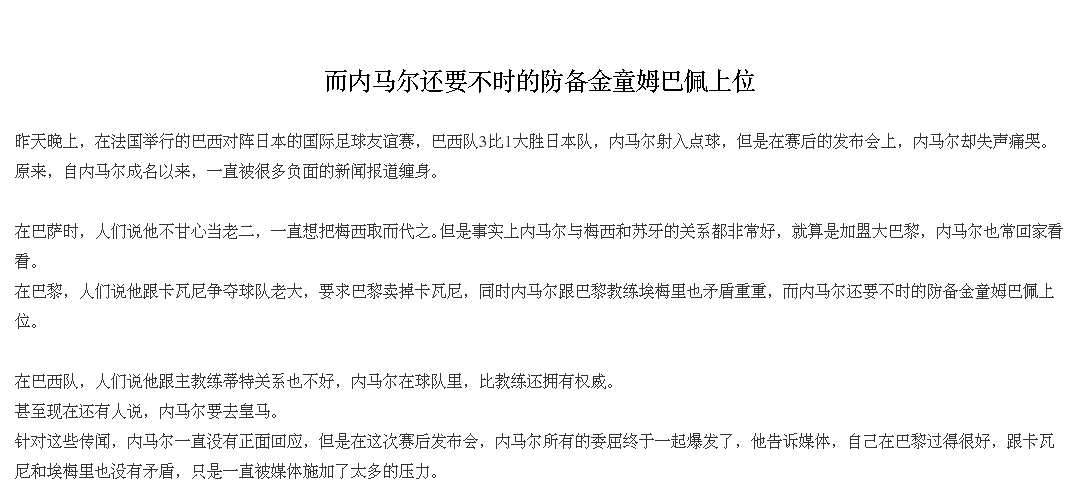 而内马尔还要不时的防备金童姆巴佩上位
昨天晚上，在法国举行的巴西对阵日本的国际足球友谊赛，巴西队3比1大胜日本队，内马尔射入点球，但是在赛后的发布会上，内马尔却失声痛哭。
原来，自内马尔成名以来，一直被很多负面的新闻报道缠身。
在巴萨时，人们说他不甘心当老二，一直想把梅西取而代之。但是事实上内马尔与梅西和苏牙的关系都非常好，就算是加盟大巴黎，内马尔也常回家看
看。
在巴黎，人们说他跟卡瓦尼争夺球队老大，要求巴黎卖掉卡瓦尼，同时内马尔跟巴黎教练埃梅里也矛盾重重，而内马尔还要不时的防备金童姆巴佩上
位。
在巴西队，人们说他跟主教练蒂特关系也不好，内马尔在球队里，比教练还拥有权威。
甚至现在还有人说，内马尔要去皇马。
针对这些传闻，内马尔一直没有正面回应，但是在这次赛后发布会，内马尔所有的委屈终于一起爆发了，他告诉媒体，自己在巴黎过得很好，跟卡瓦
尼和埃梅里也没有矛盾，只是一直被媒体施加了太多的压力。